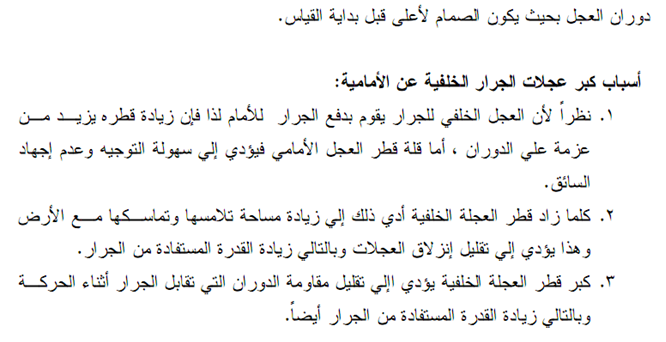 دوران العجل بحيث يكون الصمام لأعلى قبل بداية القياس.
أسباب كبر عجلات الجرار الخلفية عن الأمامية:
١. نظراً لأن العجل الخلفي للجرار يقوم بدفع الجرار للأمام لذا فإن زيادة قطره يزيد من
عزمة علي الدوران ، أما قلة قطر العجل الأمامي فيؤدي إلي سهولة التوجيه وعدم إجهاد
السائق.
٢. كلما زاد قطر العجلة الخلفية أدي ذلك إلي زيادة مساحة تلامسها وتماسكها مع الأرض
وهذا يؤدي إلي تقليل إنزلاق العجلات وبالتالي زيادة القدرة المستفادة من الجرار.
٣. كبر قطر العجلة الخلفية يؤدي االي تقليل مقاومة الدوران التي تقابل الجرار أثناء الحركة
وبالتالي زيادة القدرة المستفادة من الجرار أيضاً.